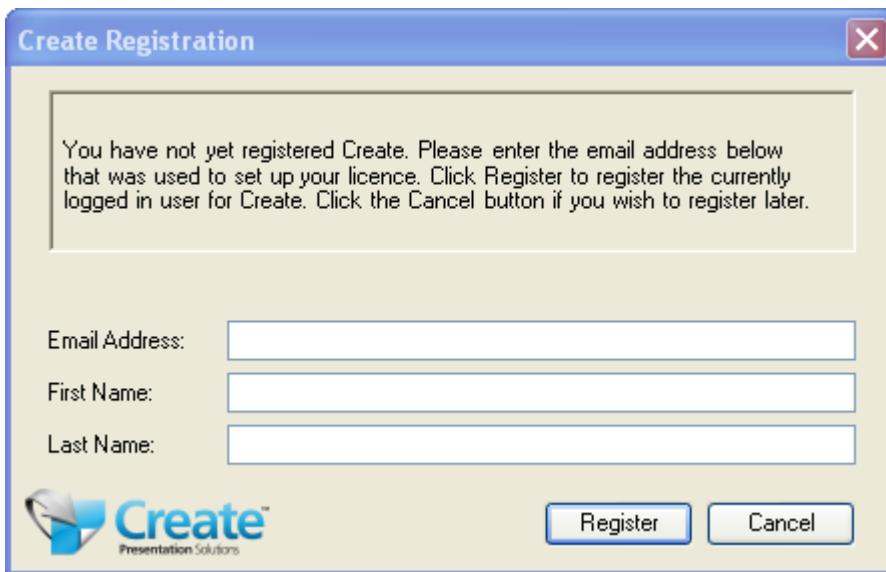 Create Registration
You have not yet registered Create. Please enter the email address below
that was used to set up your licence. Click Register to register the currently
logged in user for Create. Click the Cancel button if you wish to register later.
Email Address:
First Name:
Last Name:
Create™
Presentation Solutions
Register Cancel